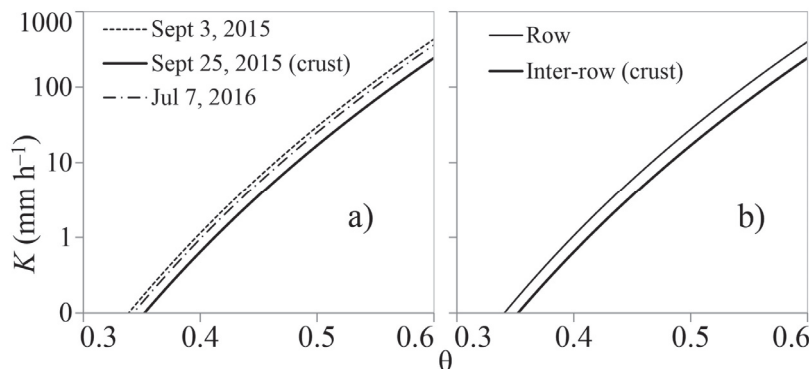 1000
100
10
1
0
K (mm h⁻¹)
Sept 3, 2015
Sept 25, 2015 (crust)
Jul 7, 2016
a)
0.3
0.4
0.5
0.6
Row
Inter-row (crust)
b)
0.3
0.4
0.5
0.6
θ